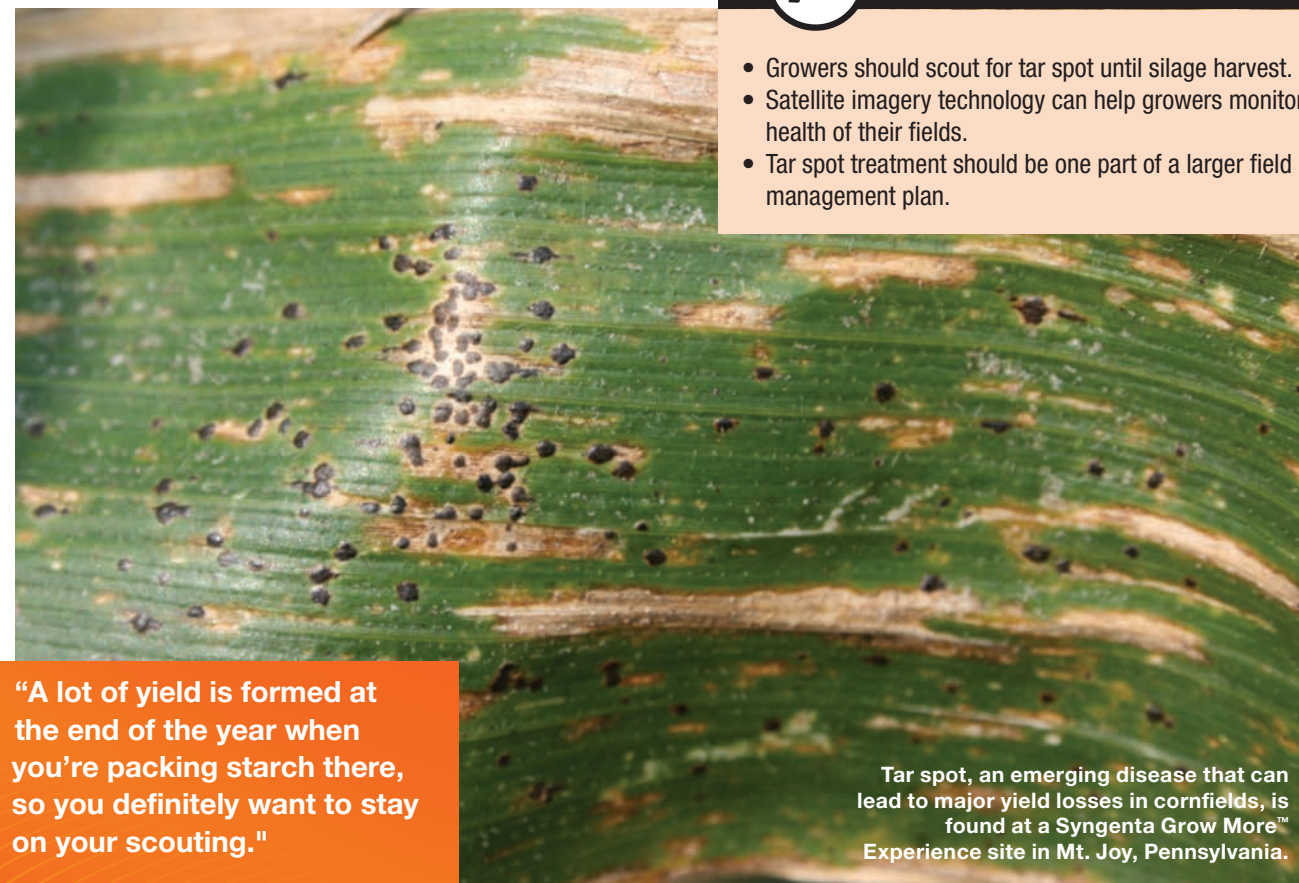 • Growers should scout for tar spot until silage harvest.
• Satellite imagery technology can help growers monitor
health of their fields.
• Tar spot treatment should be one part of a larger field
management plan.
“A lot of yield is formed at
the end of the year when
you’re packing starch there,
so you definitely want to stay
on your scouting."
Tar spot, an emerging disease that can
lead to major yield losses in cornfields, is
found at a Syngenta Grow More™
Experience site in Mt. Joy, Pennsylvania.